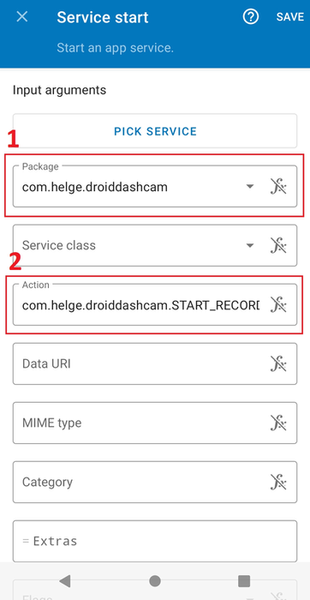 Service start
SAVE
Start an app service.
Input arguments
PICK SERVICE
1
Package
com.helge.droiddashcam
Service class
2
Action
com.helge.droiddashcam.START_RECORD
Data URI
MIME type
Category
= Extras
Flags